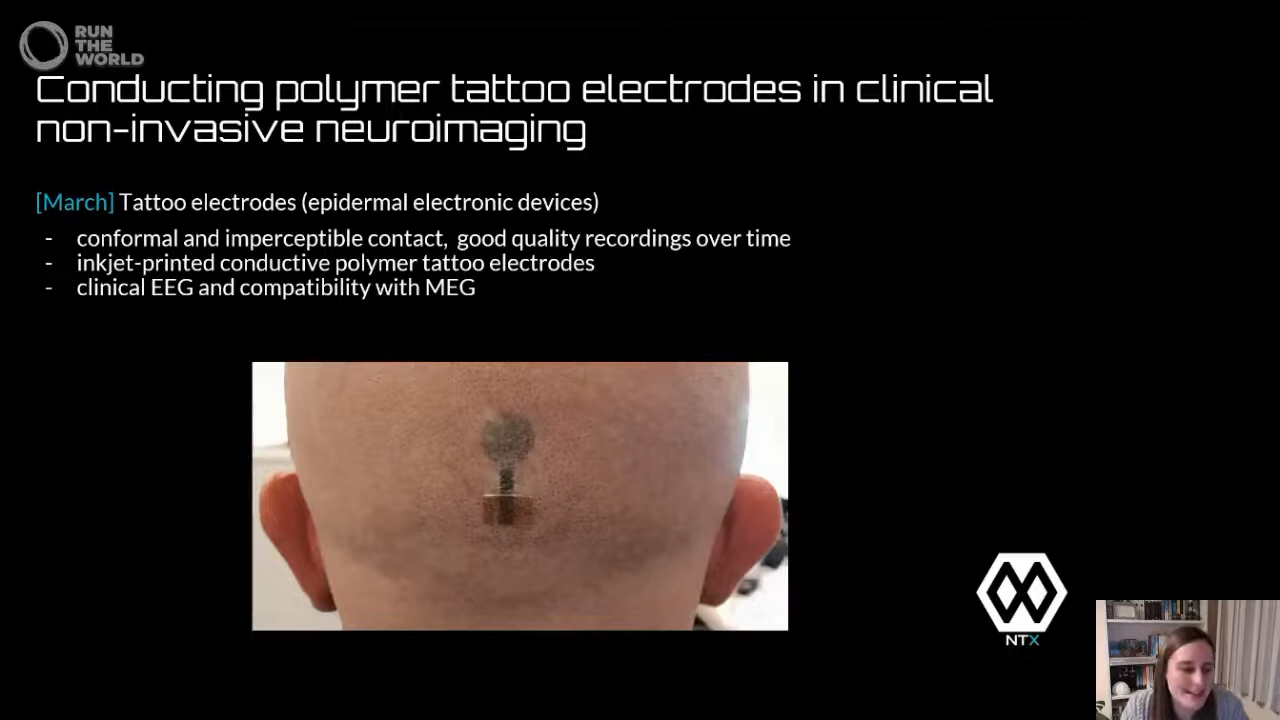 RUN
THE
WORLD
Conducting polymer tattoo electrodes in clinical
non-invasive neuroimaging
[March] Tattoo electrodes (epidermal electronic devices)
- conformal and imperceptible contact, good quality recordings over time
- inkjet-printed conductive polymer tattoo electrodes
- clinical EEG and compatibility with MEG
NTX